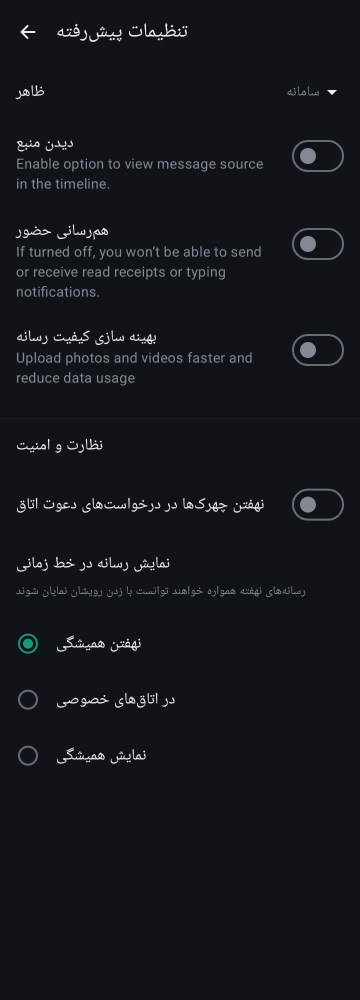 تنظیمات پیش‌رفته
ظاهر
سامانه
دیدن منبع
Enable option to view message source
in the timeline.
هم‌رسانی حضور
If turned off, you won’t be able to send
or receive read receipts or typing
notifications.
بهینه سازی کیفیت رسانه
Upload photos and videos faster and
reduce data usage
نظارت و امنیت
نهفتن چهرک‌ها در درخواست‌های دعوت اتاق
نمایش رسانه در خط زمانی
رسانه‌های نهفته همواره خواهند توانست با زدن رویشان نمایان شوند
نهفتن همیشگی
در اتاق‌های خصوصی
نمایش همیشگی